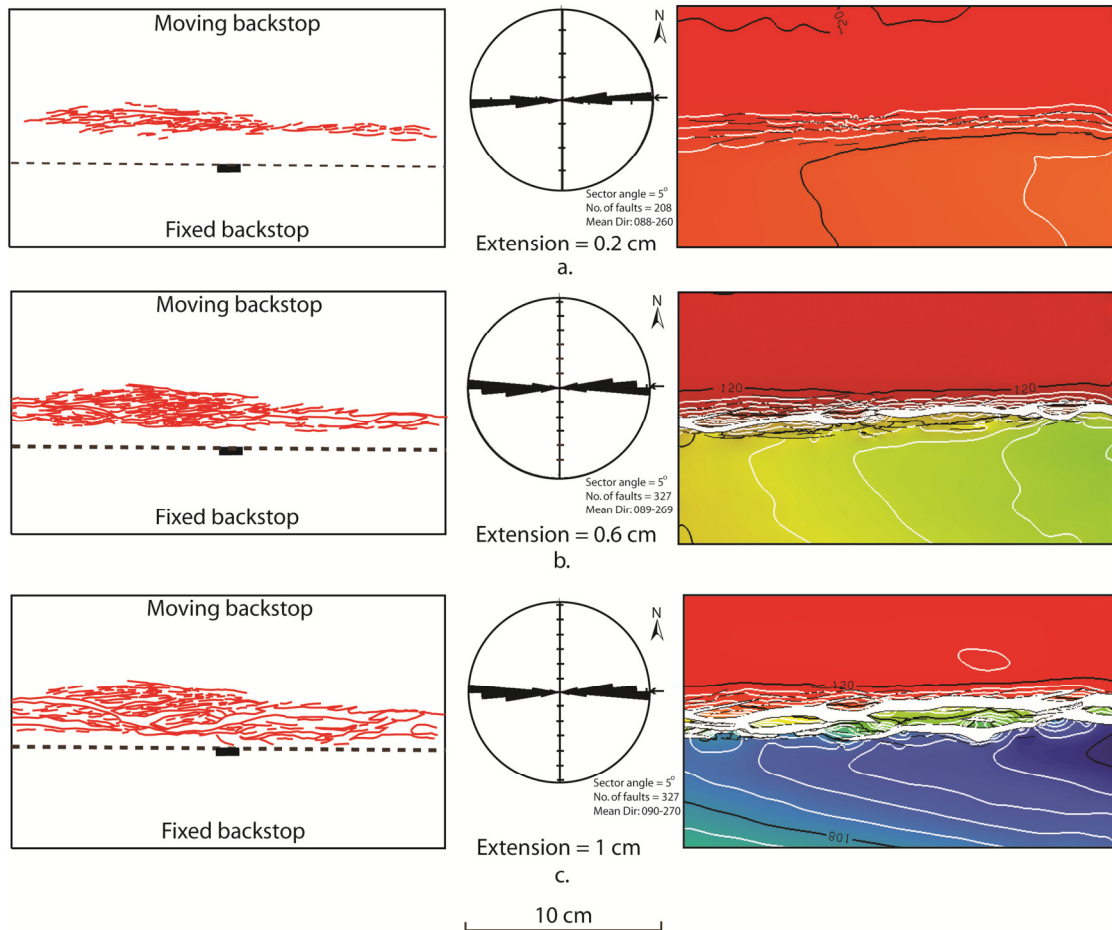 Moving backstop
Fixed backstop
N
Sector angle = 5°
No. of faults = 208
Mean Dir: 088-260
Extension = 0.2 cm
a.
120
Moving backstop
Fixed backstop
N
Sector angle = 5°
No. of faults = 327
Mean Dir: 089-269
Extension = 0.6 cm
b.
120
120
Moving backstop
Fixed backstop
N
Sector angle = 5°
No. of faults = 327
Mean Dir: 090-270
Extension = 1 cm
c.
120
108
10 cm